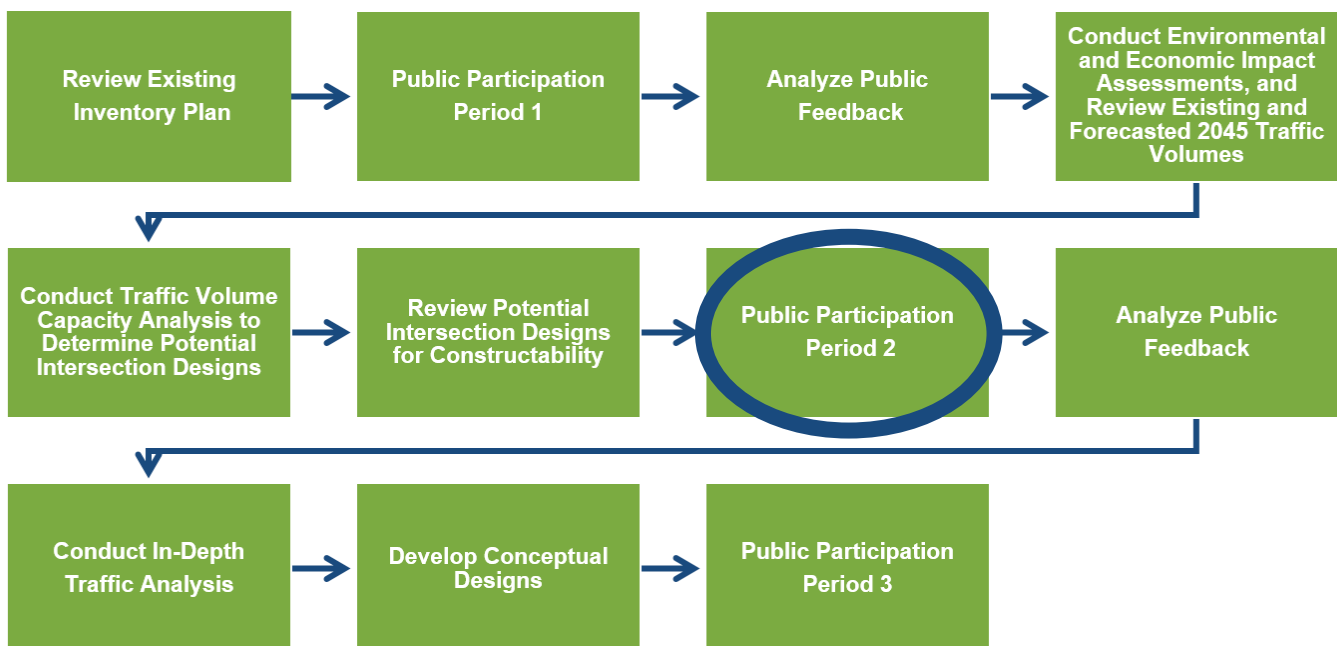 Review Existing
Inventory Plan
Public Participation
Period 1
Analyze Public
Feedback
Conduct Environmental
and Economic Impact
Assessments, and
Review Existing and
Forecasted 2045 Traffic
Volumes
Conduct Traffic Volume
Capacity Analysis to
Determine Potential
Intersection Designs
Review Potential
Intersection Designs
for Constructability
Public Participation
Period 2
Analyze Public
Feedback
Conduct In-Depth
Traffic Analysis
Develop Conceptual
Designs
Public Participation
Period 3